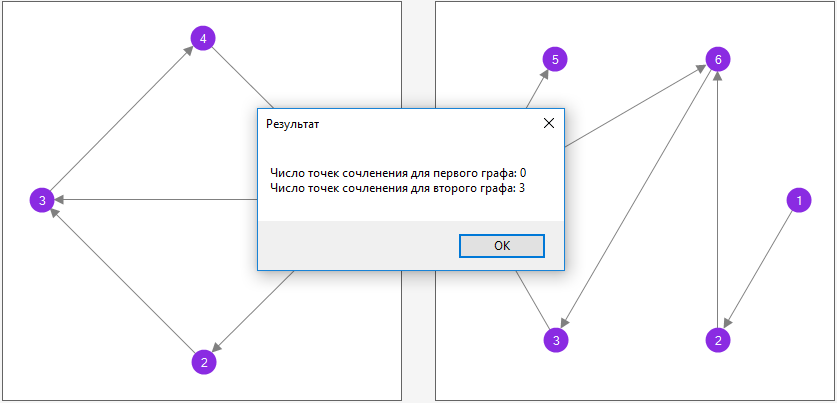 4
3
2
5
6
1
3
2
Результат
Число точек сочленения для первого графа: 0
Число точек сочленения для второго графа: 3
OK